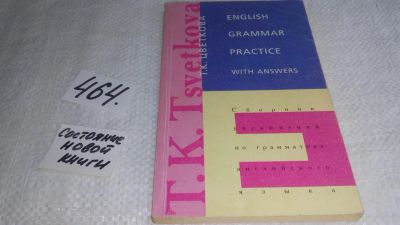 464.
Состояние
новой
книги
T.K. Tsvetkova
Т.К. ЦВЕТКОВА
ENGLISH
GRAMMAR
PRACTICE
WITH ANSWERS
Сборник
упражнений
по грамматике
английского
языка